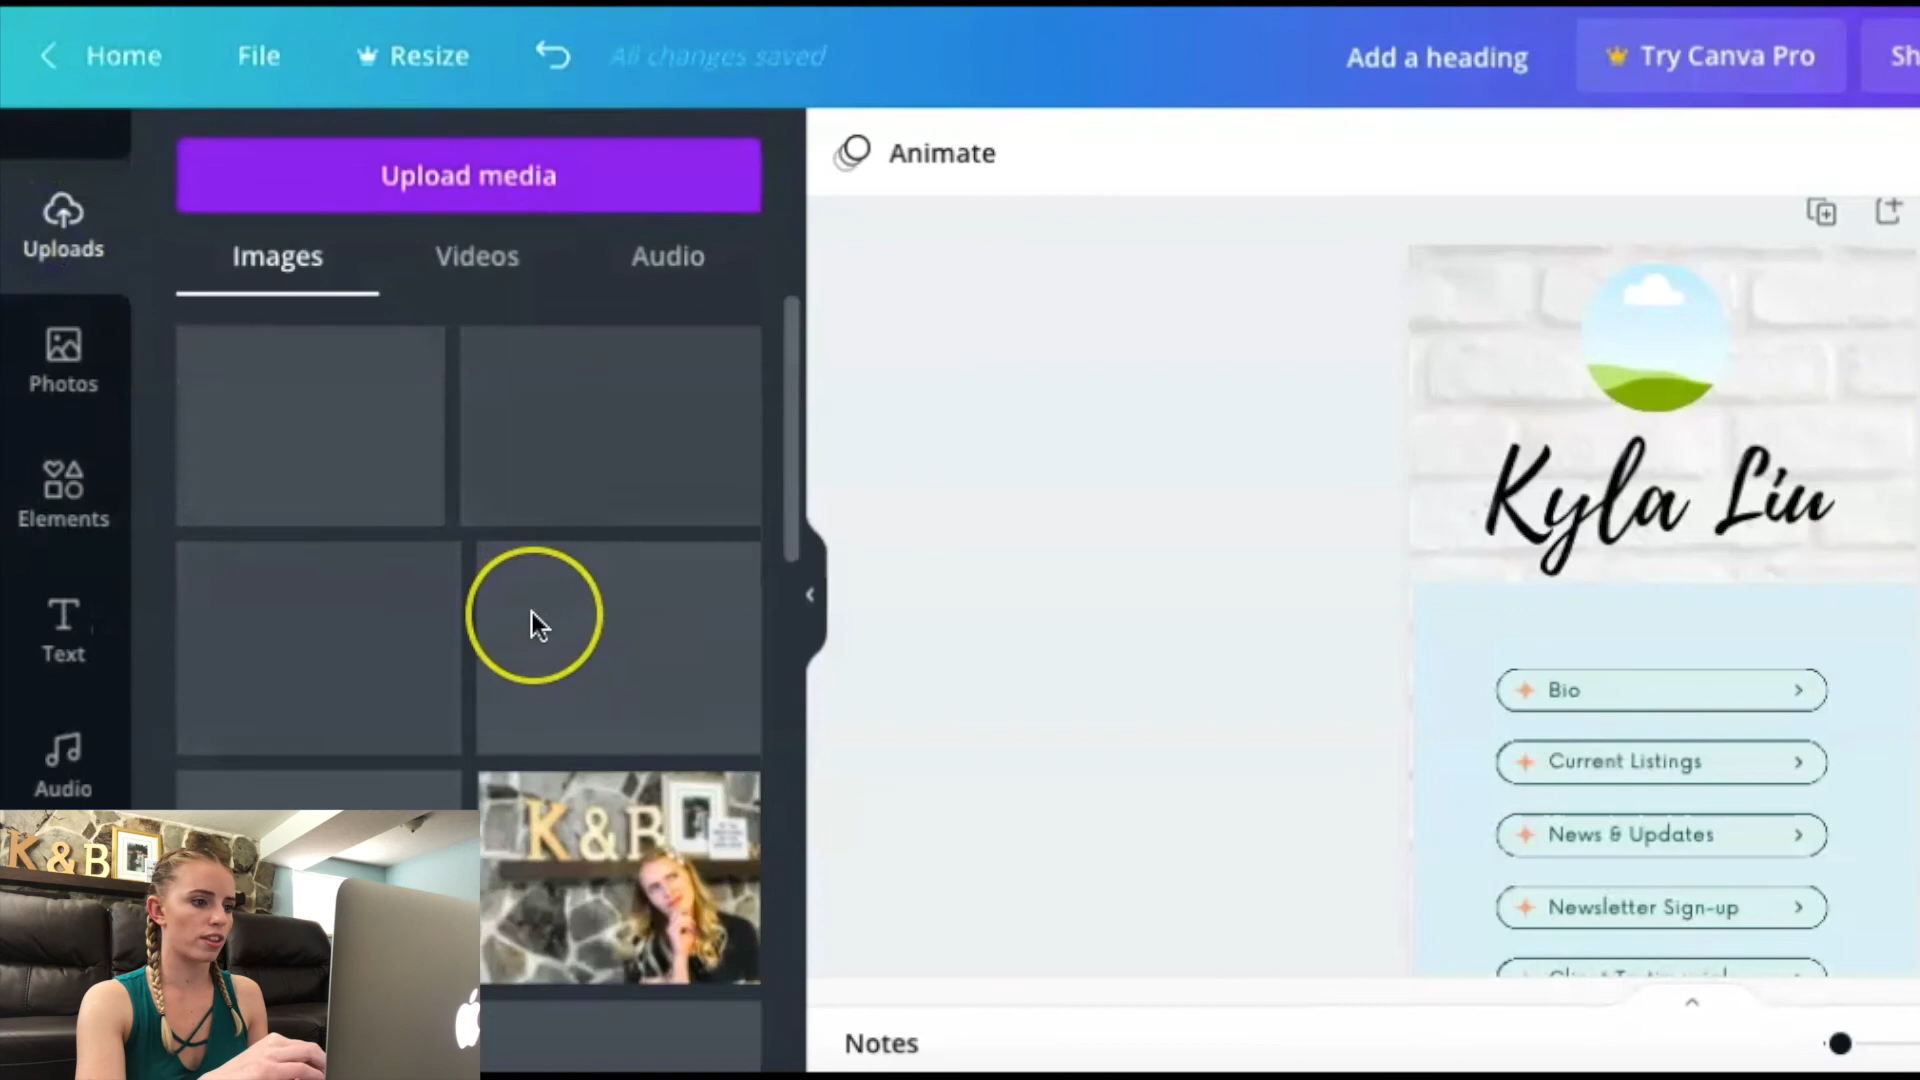 Home File Resize All changes saved Add a heading Try Canva Pro Sh
Upload media
Animate
Uploads
Images Videos Audio
Photos
Elements
Text
Audio
Kyla Liu
Bio
Current Listings
News & Updates
Newsletter Sign-up
K & B
K & B
Notes